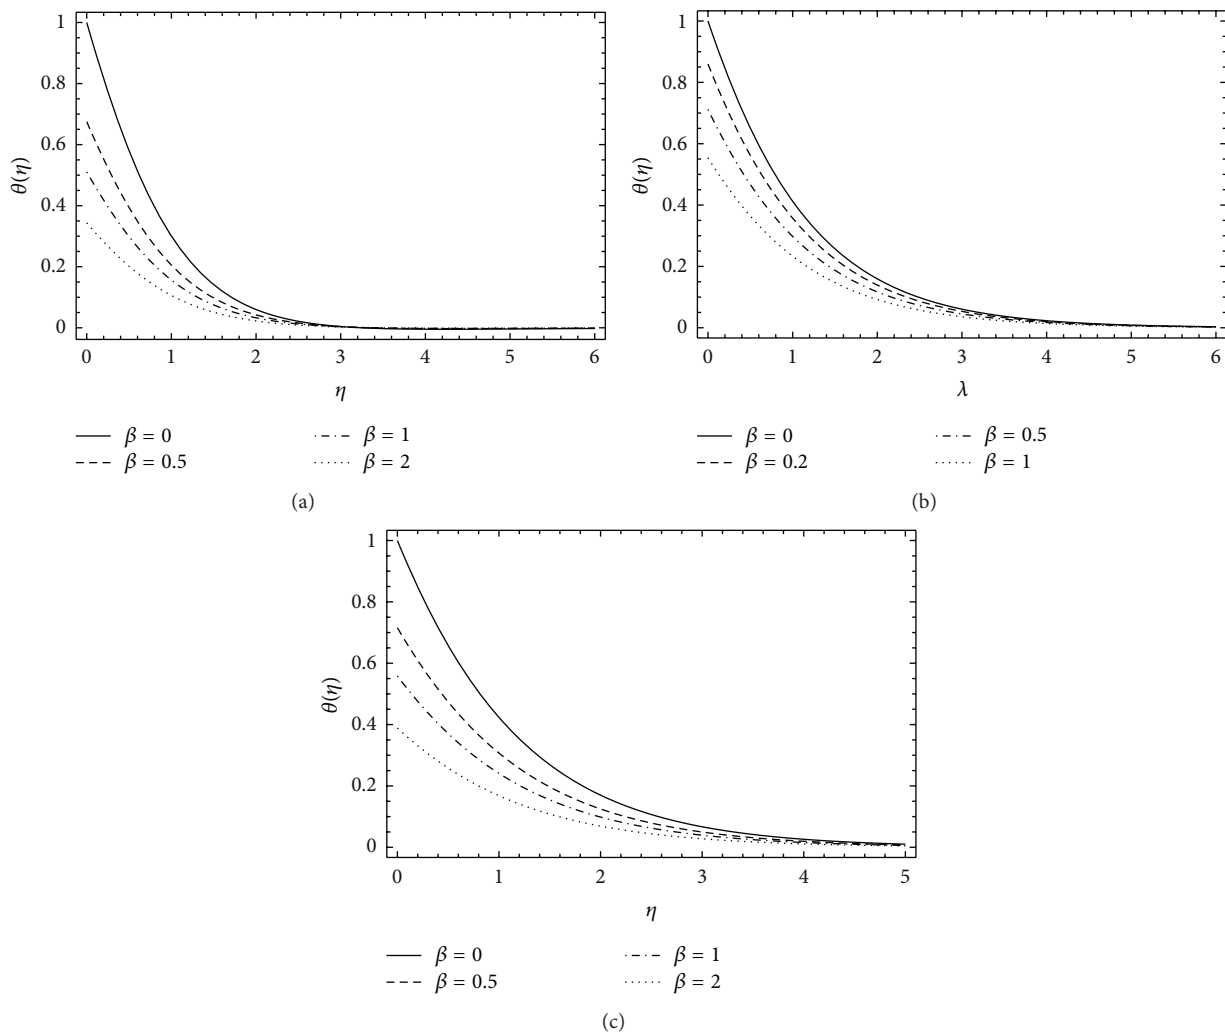 1
0.8
0.6
0.4
0.2
0
θ(η)
0 1 2 3 4 5 6
η
β = 0
β = 0.5
β = 1
β = 2
(a)
1
0.8
0.6
0.4
0.2
0
θ(η)
0 1 2 3 4 5 6
λ
β = 0
β = 0.2
β = 0.5
β = 1
(b)
1
0.8
0.6
0.4
0.2
0
θ(η)
0 1 2 3 4 5
η
β = 0
β = 0.5
β = 1
β = 2
(c)